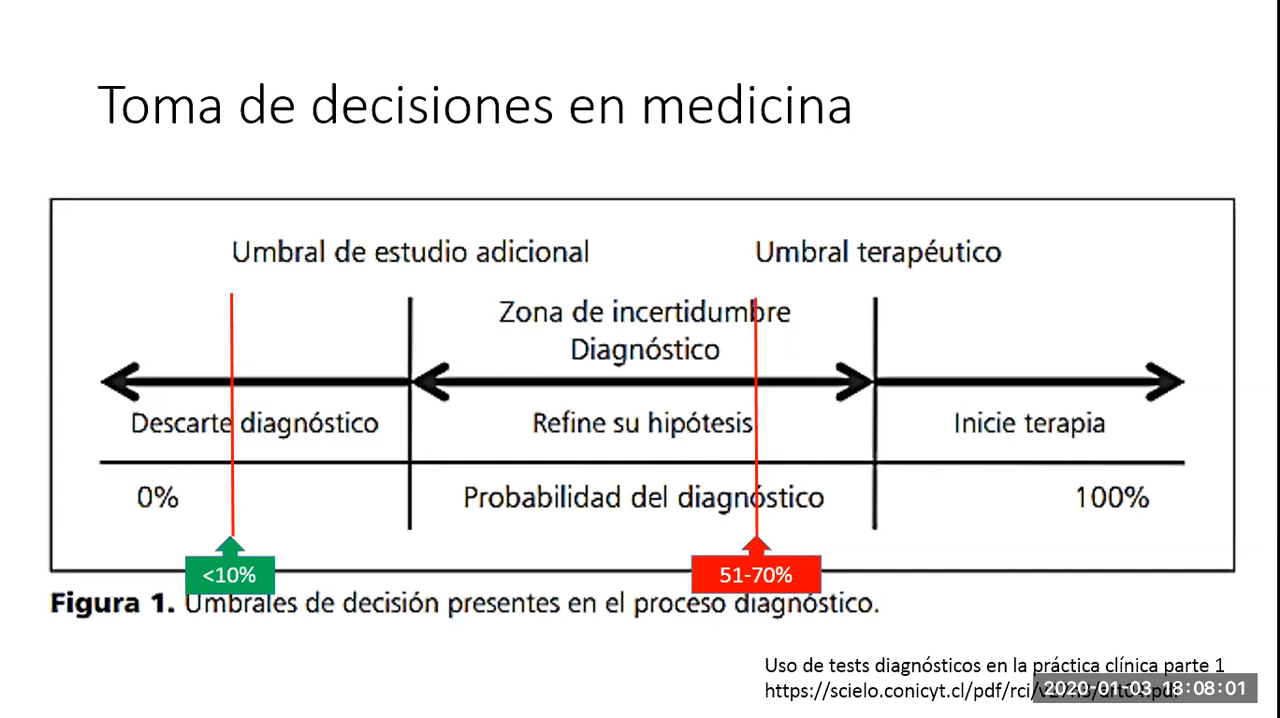 Toma de decisiones en medicina
Umbral de estudio adicional
Umbral terapéutico
Zona de incertidumbre
Diagnóstico
Descarte diagnóstico
Refine su hipótesis
Inicie terapia
0%
Probabilidad del diagnóstico
100%
<10%
51-70%
Figura 1. Umbrales de decisión presentes en el proceso diagnóstico.
Uso de tests diagnósticos en la práctica clínica parte 1
https://scielo.conicyt.cl/pdf/rci/
2020-01-03 18:08:01